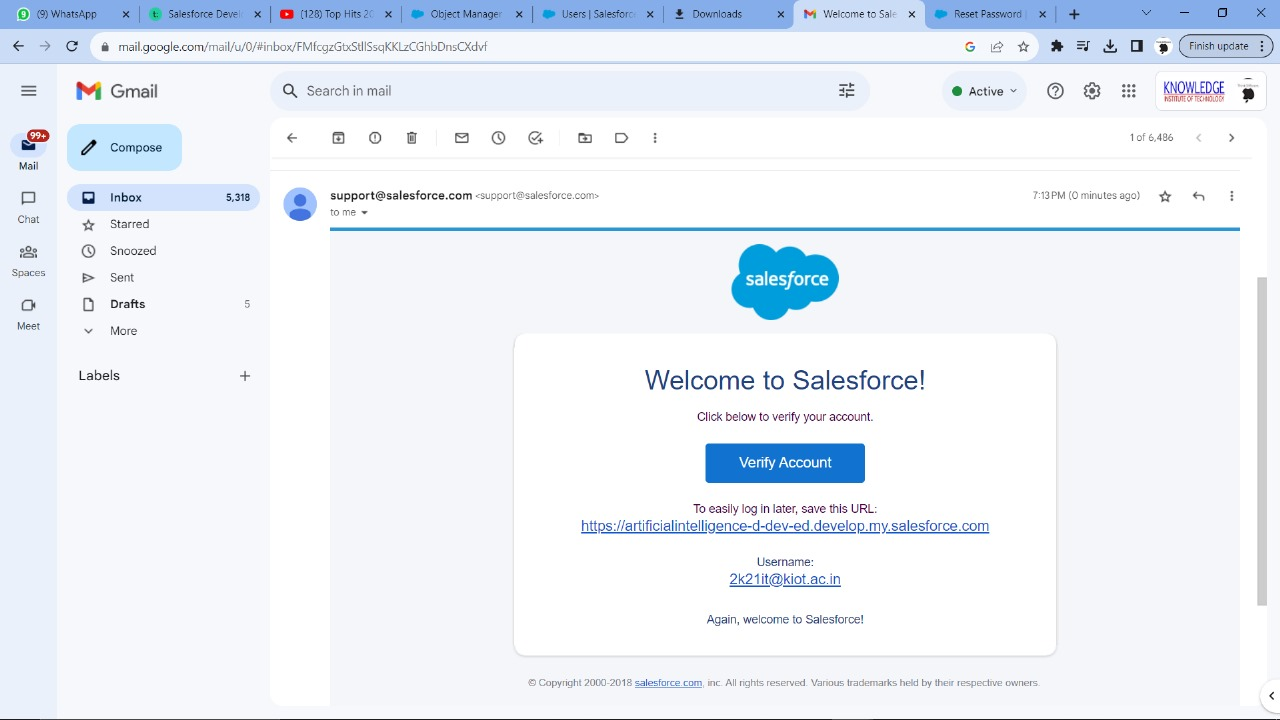 (9) What
Salesforce Devel
(128) Top Hits 20
Object Manager
Users | Salesforc
Downloading
Welcome to Sale
Salesforce Devel
mail.google.com/mail/u/0/#inbox/FMfcgzGtxStlSsqKKLzCGhbDnsCXdvf
Finish update
Gmail
Search in mail
Active
KNOWLEDGE
INSTITUTE OF TECHNOLOGY
99+
Mail
Chat
Spaces
Meet
Compose
Inbox 5,318
Starred
Snoozed
Sent
Drafts 5
More
Labels
1 of 6,486
support@salesforce.com <support@salesforce.com>
7:13 PM (0 minutes ago)
to me
salesforce
Welcome to Salesforce!
Click below to verify your account.
Verify Account
To easily log in later, save this URL:
https://artificialintelligence-d-dev-ed.develop.my.salesforce.com
Username:
2k21it@kiot.ac.in
Again, welcome to Salesforce!
© Copyright 2000-2018 salesforce.com, inc. All rights reserved. Various trademarks held by their respective owners.